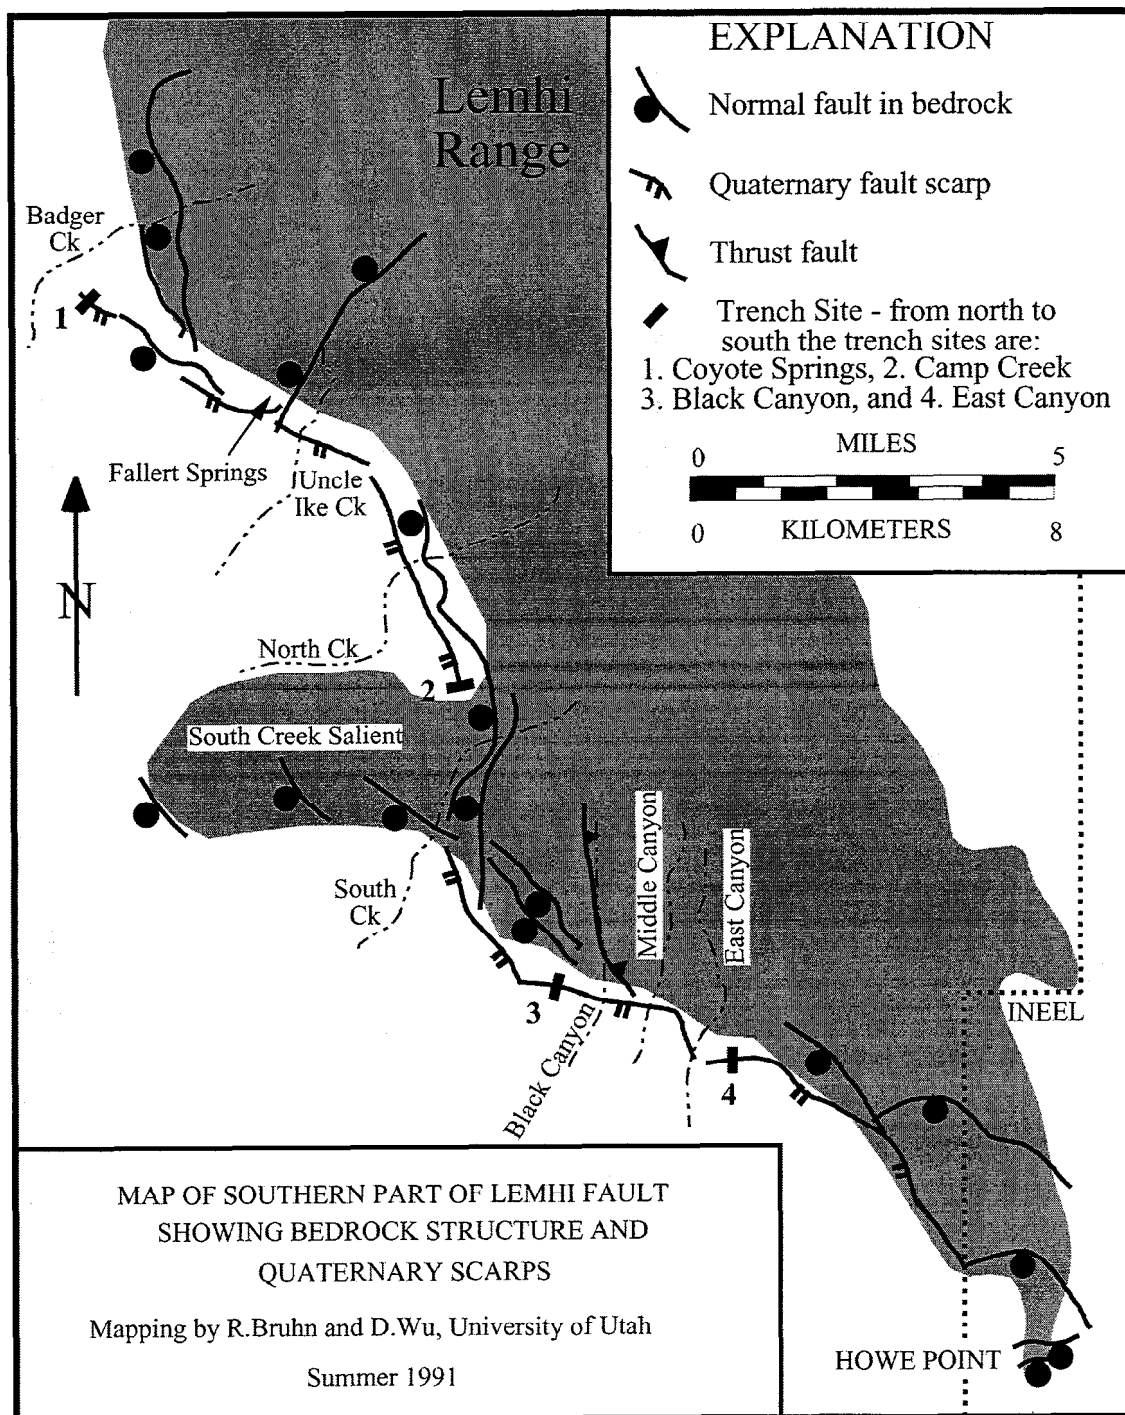 EXPLANATION
Normal fault in bedrock
Quaternary fault scarp
Thrust fault
Trench Site - from north to
south the trench sites are:
1. Coyote Springs, 2. Camp Creek
3. Black Canyon, and 4. East Canyon
MILES
0 5
KILOMETERS
0 8
Lemhi
Range
Badger
Ck
1
Fallert Springs
Uncle
Ike Ck
N
North Ck
2
South Creek Salient
South
Ck
Middle Canyon
East Canyon
3
Black Canyon
4
INEEL
HOWE POINT
MAP OF SOUTHERN PART OF LEMHI FAULT
SHOWING BEDROCK STRUCTURE AND
QUATERNARY SCARPS
Mapping by R.Bruhn and D.Wu, University of Utah
Summer 1991